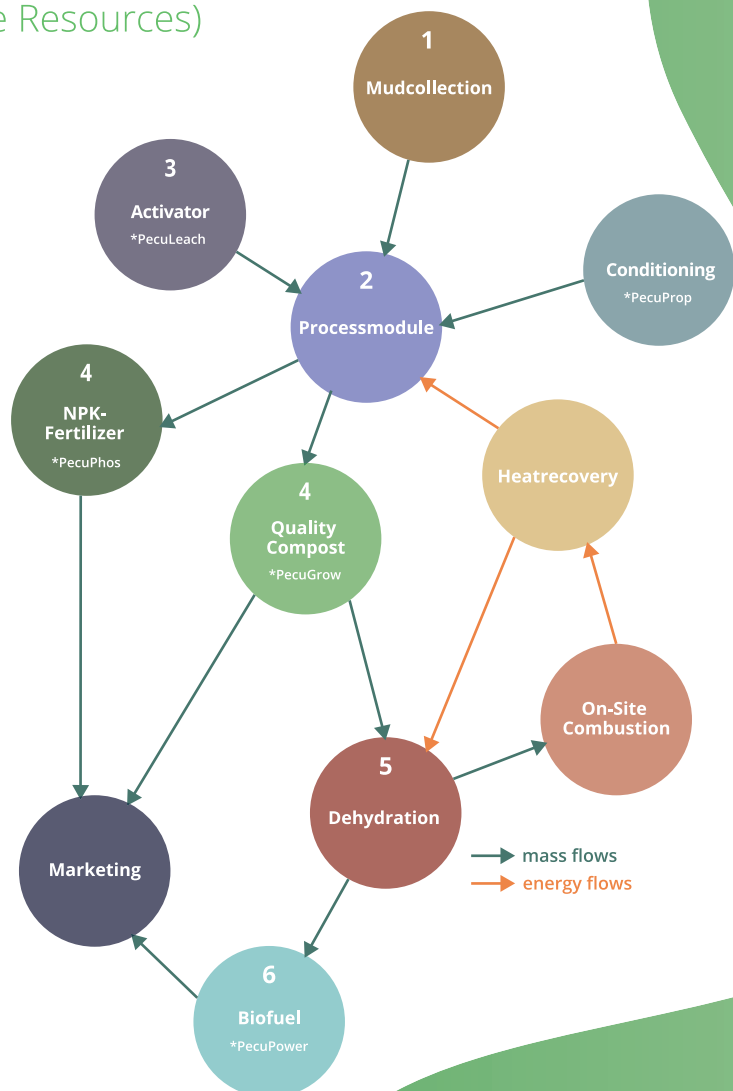 e Resources)
1
Mudcollection
3
Activator
*PecuLeach
Conditioning
*PecuProp
2
Processmodule
4
NPK-
Fertilizer
*PecuPhos
Heatrecovery
4
Quality
Compost
*PecuGrow
On-Site
Combustion
5
Dehydration
mass flows
energy flows
Marketing
6
Biofuel
*PecuPower